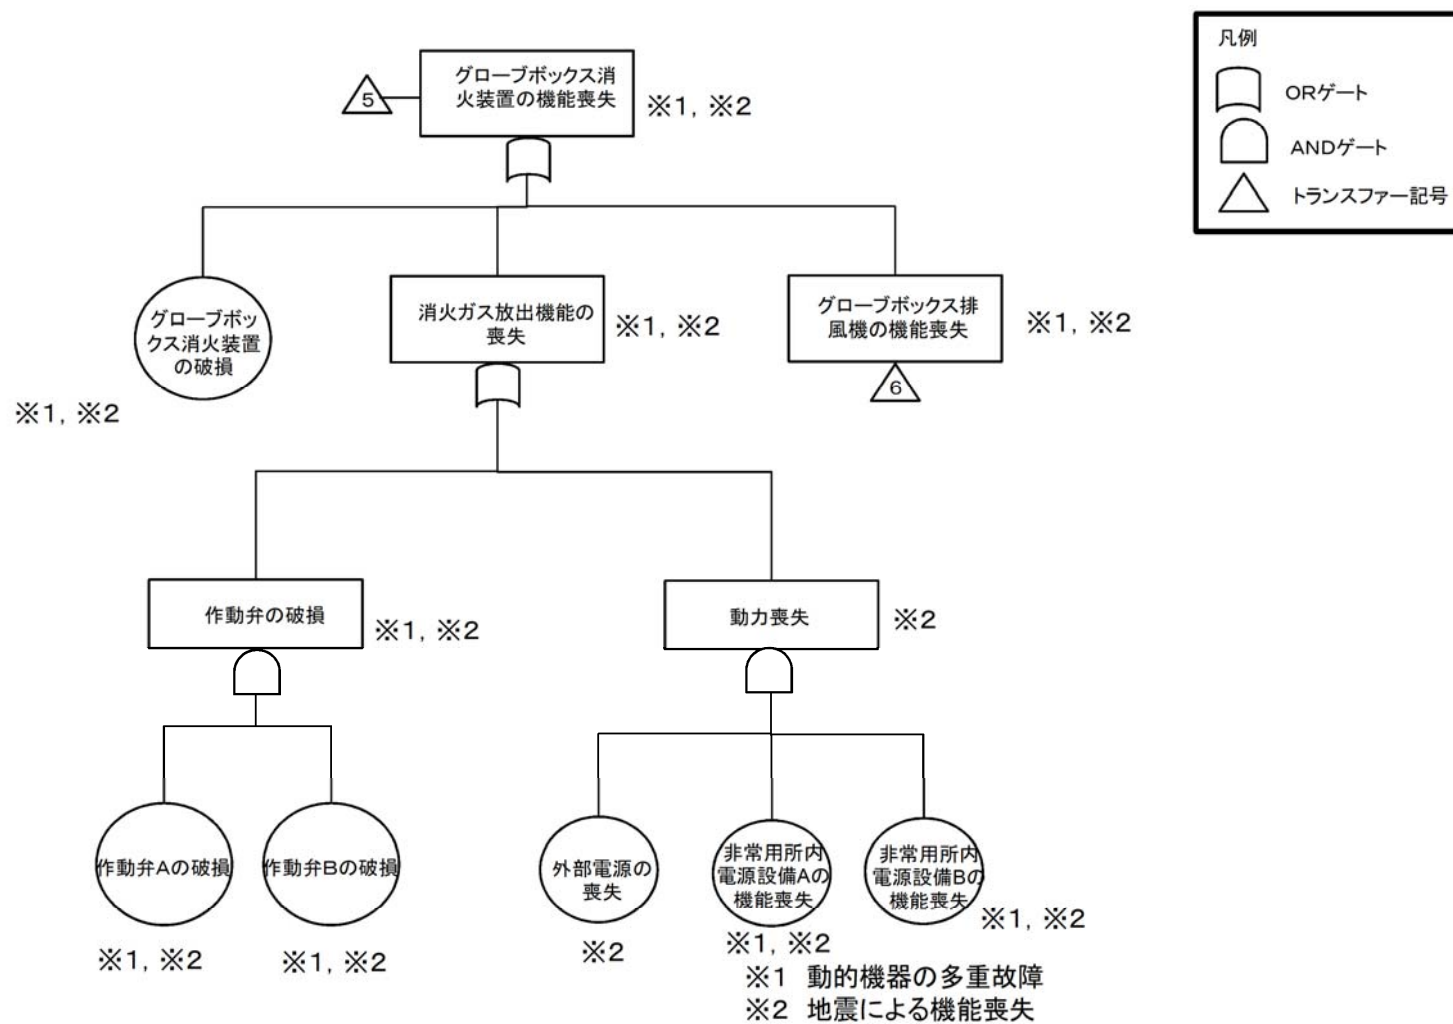 凡例
ORゲート
ANDゲート
トランスファー記号
5
グローブボックス消
火装置の機能喪失
※1, ※2
グローブボッ
クス消火装置
の破損
※1, ※2
消火ガス放出機能の
喪失
※1, ※2
グローブボックス排
風機の機能喪失
※1, ※2
6
作動弁の破損
※1, ※2
動力喪失
※2
作動弁Aの破損
※1, ※2
作動弁Bの破損
※1, ※2
外部電源の
喪失
※2
非常用所内
電源設備Aの
機能喪失
※1, ※2
非常用所内
電源設備Bの
機能喪失
※1, ※2
※1 動的機器の多重故障
※2 地震による機能喪失